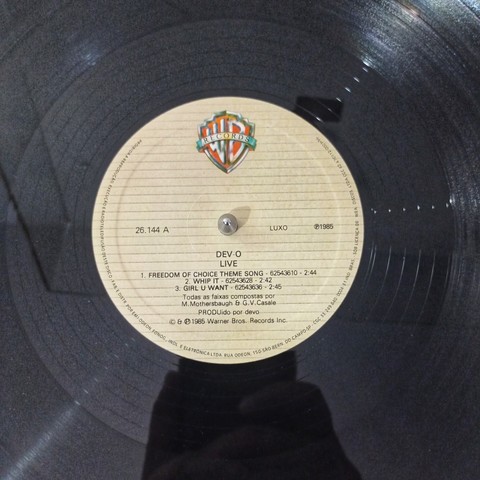 WB
RECORDS
26.144 A
LUXO
℗1985
DEV·O
LIVE
1. FREEDOM OF CHOICE THEME SONG - 62543610 - 2:44
2. WHIP IT - 62543628 - 2:42
3. GIRL U WANT - 62543636 - 2:45
Todas as faixas compostas por
M.Mothersbaugh & G.V.Casale
PRODUido por devo
© & ℗ 1985 Warner Bros. Records Inc.